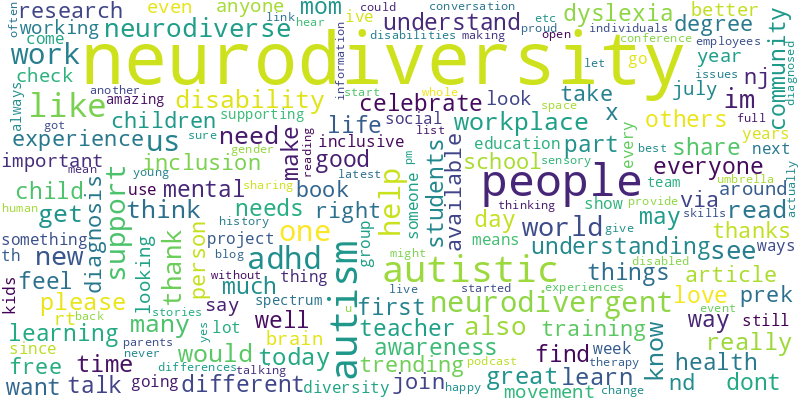 often research even anyone mom link could conversation dyslexia better
working neurodiverse ive hear understand etc proud individuals degree
come disabilities making open conference employees
work neurodiversity let go year issues
check another start whole take july nj
always like amazing disability information celebrate look space x im full community diagnosed
got children supporting life social list workplace others years
experience us sure need make reading inclusive good students available education part every best share next
important gender inclusion mean young school sensory team everyone
child use mental book people show thinking provide via around umbrella
human sharing latest pm someone day skills actually
get diagnosis support think needs history right help world may read
something project group means give thanks
th new thank person blog one understanding see ways
feel looking without thing adhd autism might autistic disabled things article
kids much spectrum live started experiences love prek
please rt back stories say well u first neurodivergent event way still
learning many yes lot brain teacher also training really
since parents would never today trending awareness podcast find week know health
free time differences talking great learn therapy nd dont
want talk going different diversity join happy movement change